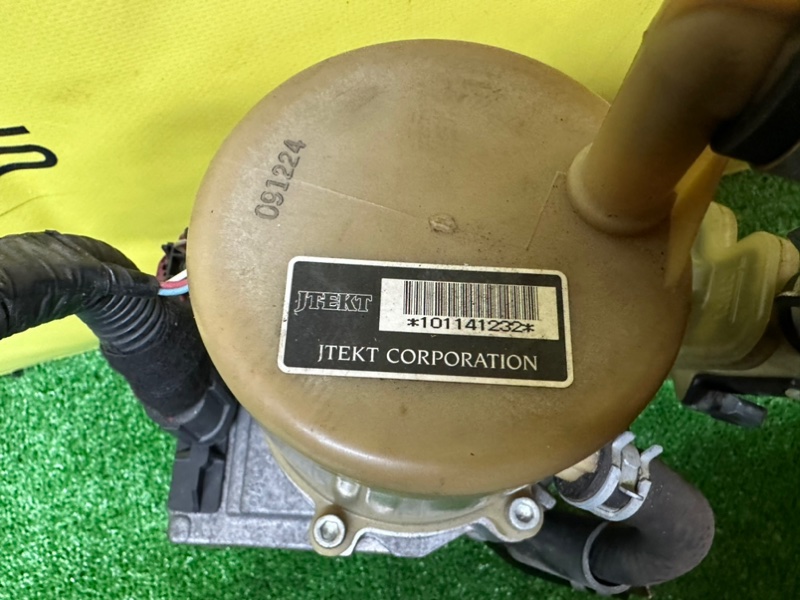 091224
JTEKT
*101141232*
JTEKT CORPORATION